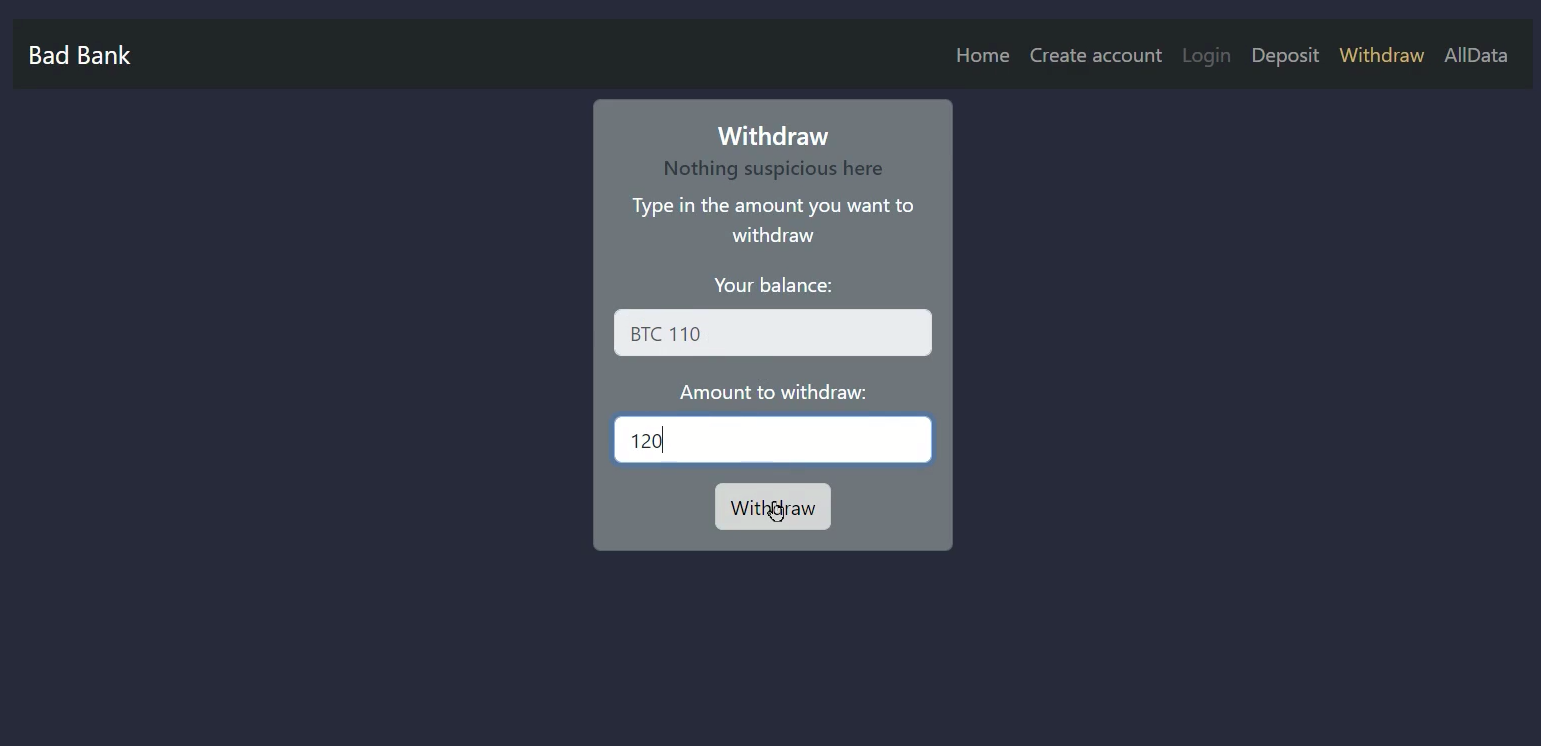 Bad Bank
Home Create account Login Deposit Withdraw AllData
Withdraw
Nothing suspicious here
Type in the amount you want to
withdraw
Your balance:
BTC 110
Amount to withdraw:
120
Withdraw